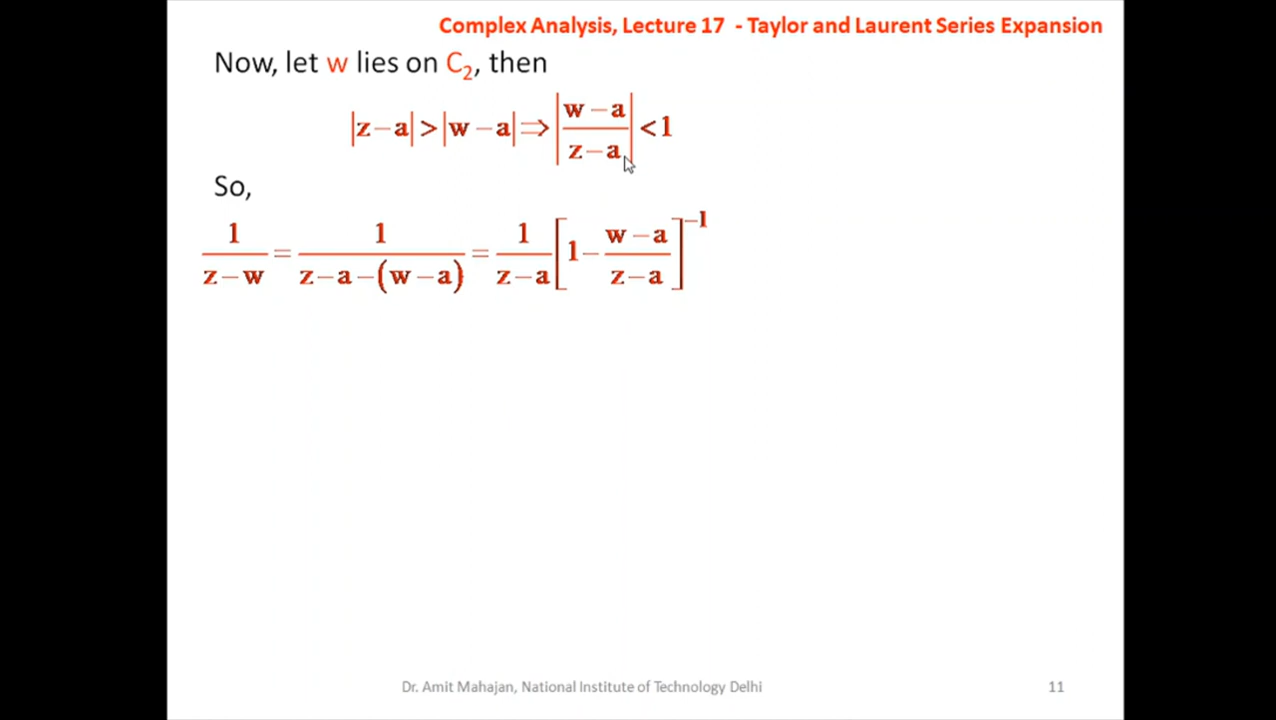 Complex Analysis, Lecture 17 - Taylor and Laurent Series Expansion
Now, let w lies on C₂, then
|z−a|>|w−a|⇒|(w−a)/(z−a)|<1
So,
1/(z−w) = 1/(z−a−(w−a)) = 1/(z−a) [1−(w−a)/(z−a)]⁻¹
Dr. Amit Mahajan, National Institute of Technology Delhi 11